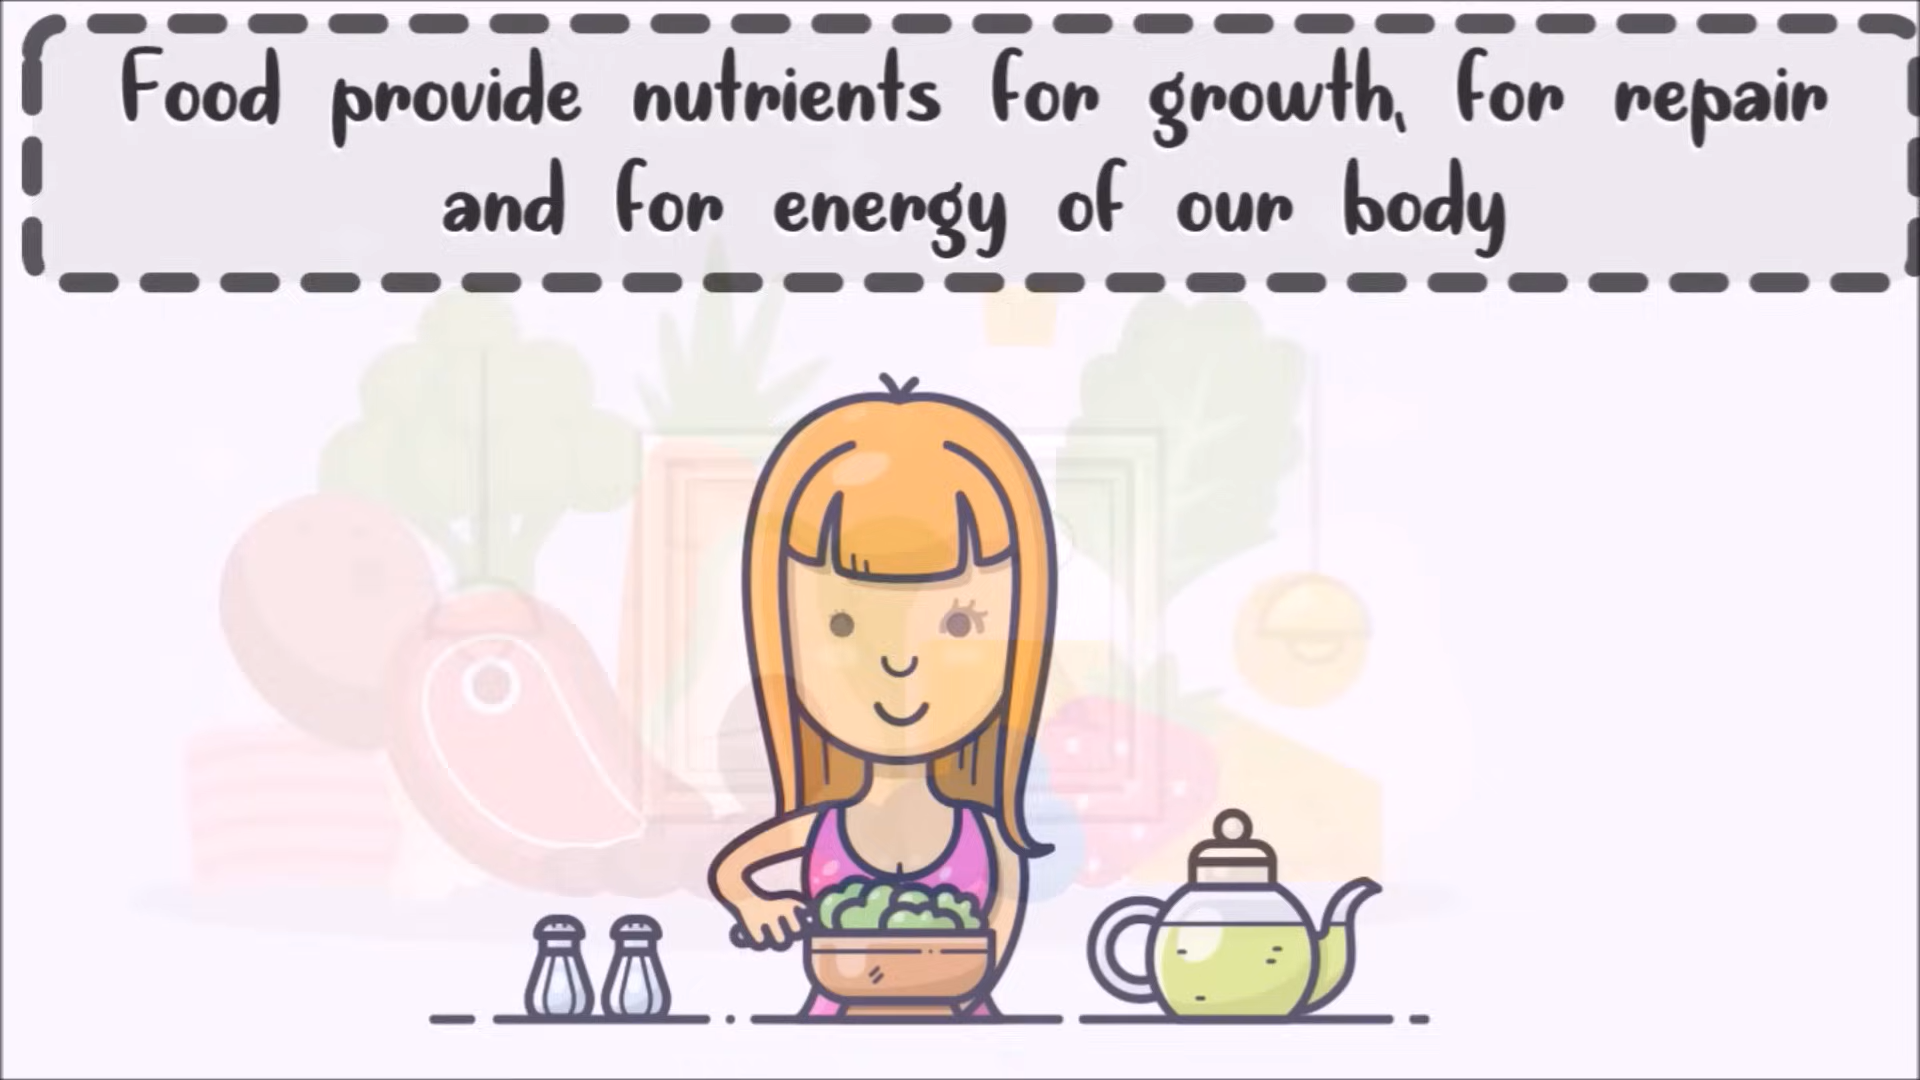 Food provide nutrients for growth, for repair
and for energy of our body